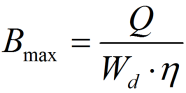 B_max = Q / (W_d · η)